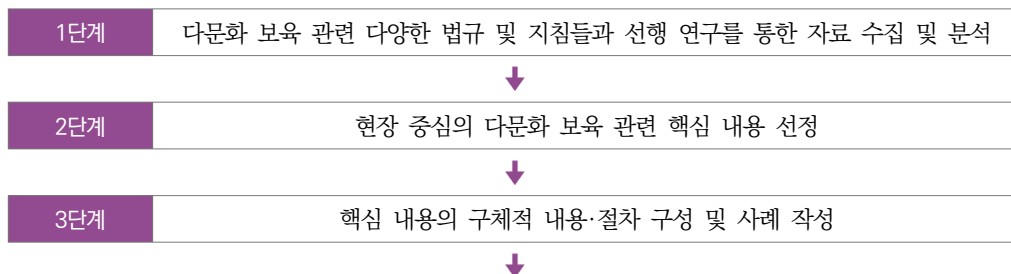 1단계 다문화 보육 관련 다양한 법규 및 지침들과 선행 연구를 통한 자료 수집 및 분석
2단계 현장 중심의 다문화 보육 관련 핵심 내용 선정
3단계 핵심 내용의 구체적 내용·절차 구성 및 사례 작성